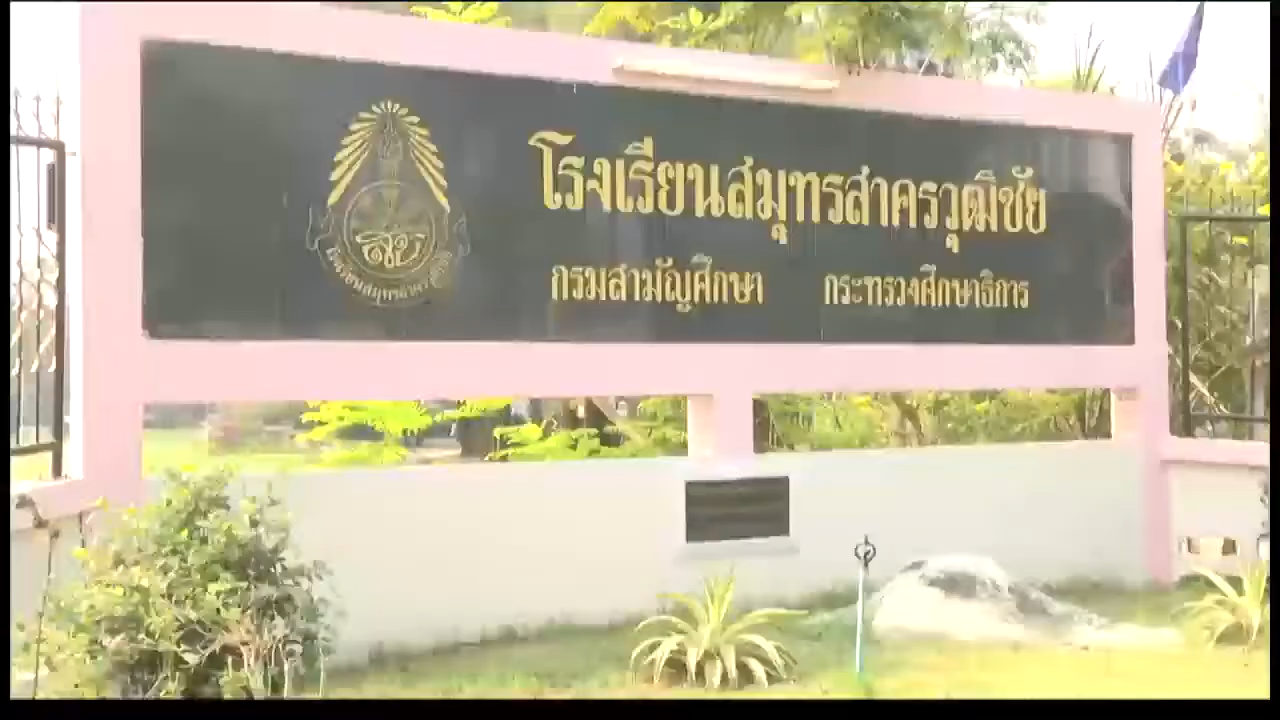 โรงเรียนสมุทรสาครวุฒิชัย
กรมสามัญศึกษา กระทรวงศึกษาธิการ
ส.ว